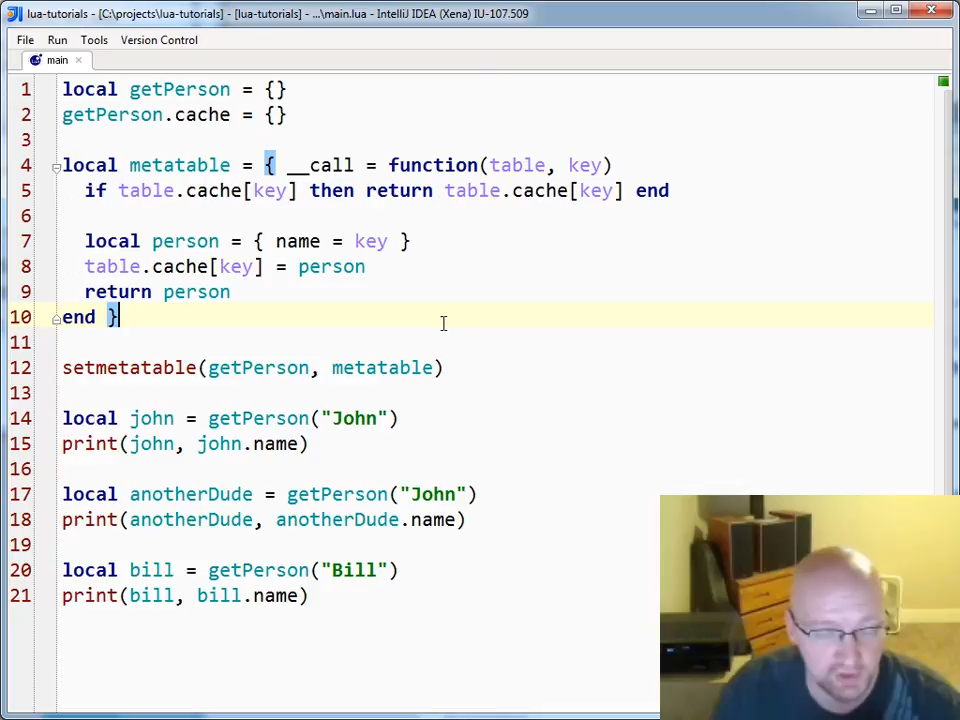 lua-tutorials - [C:\projects\lua-tutorials] - [lua-tutorials] - ...\main.lua - IntelliJ IDEA (Xena) IU-107.509
File Run Tools Version Control
main
1 local getPerson = {}
2 getPerson.cache = {}
3
4 local metatable = { __call = function(table, key)
5 if table.cache[key] then return table.cache[key] end
6
7 local person = { name = key }
8 table.cache[key] = person
9 return person
10 end }
11
12 setmetatable(getPerson, metatable)
13
14 local john = getPerson("John")
15 print(john, john.name)
16
17 local anotherDude = getPerson("John")
18 print(anotherDude, anotherDude.name)
19
20 local bill = getPerson("Bill")
21 print(bill, bill.name)